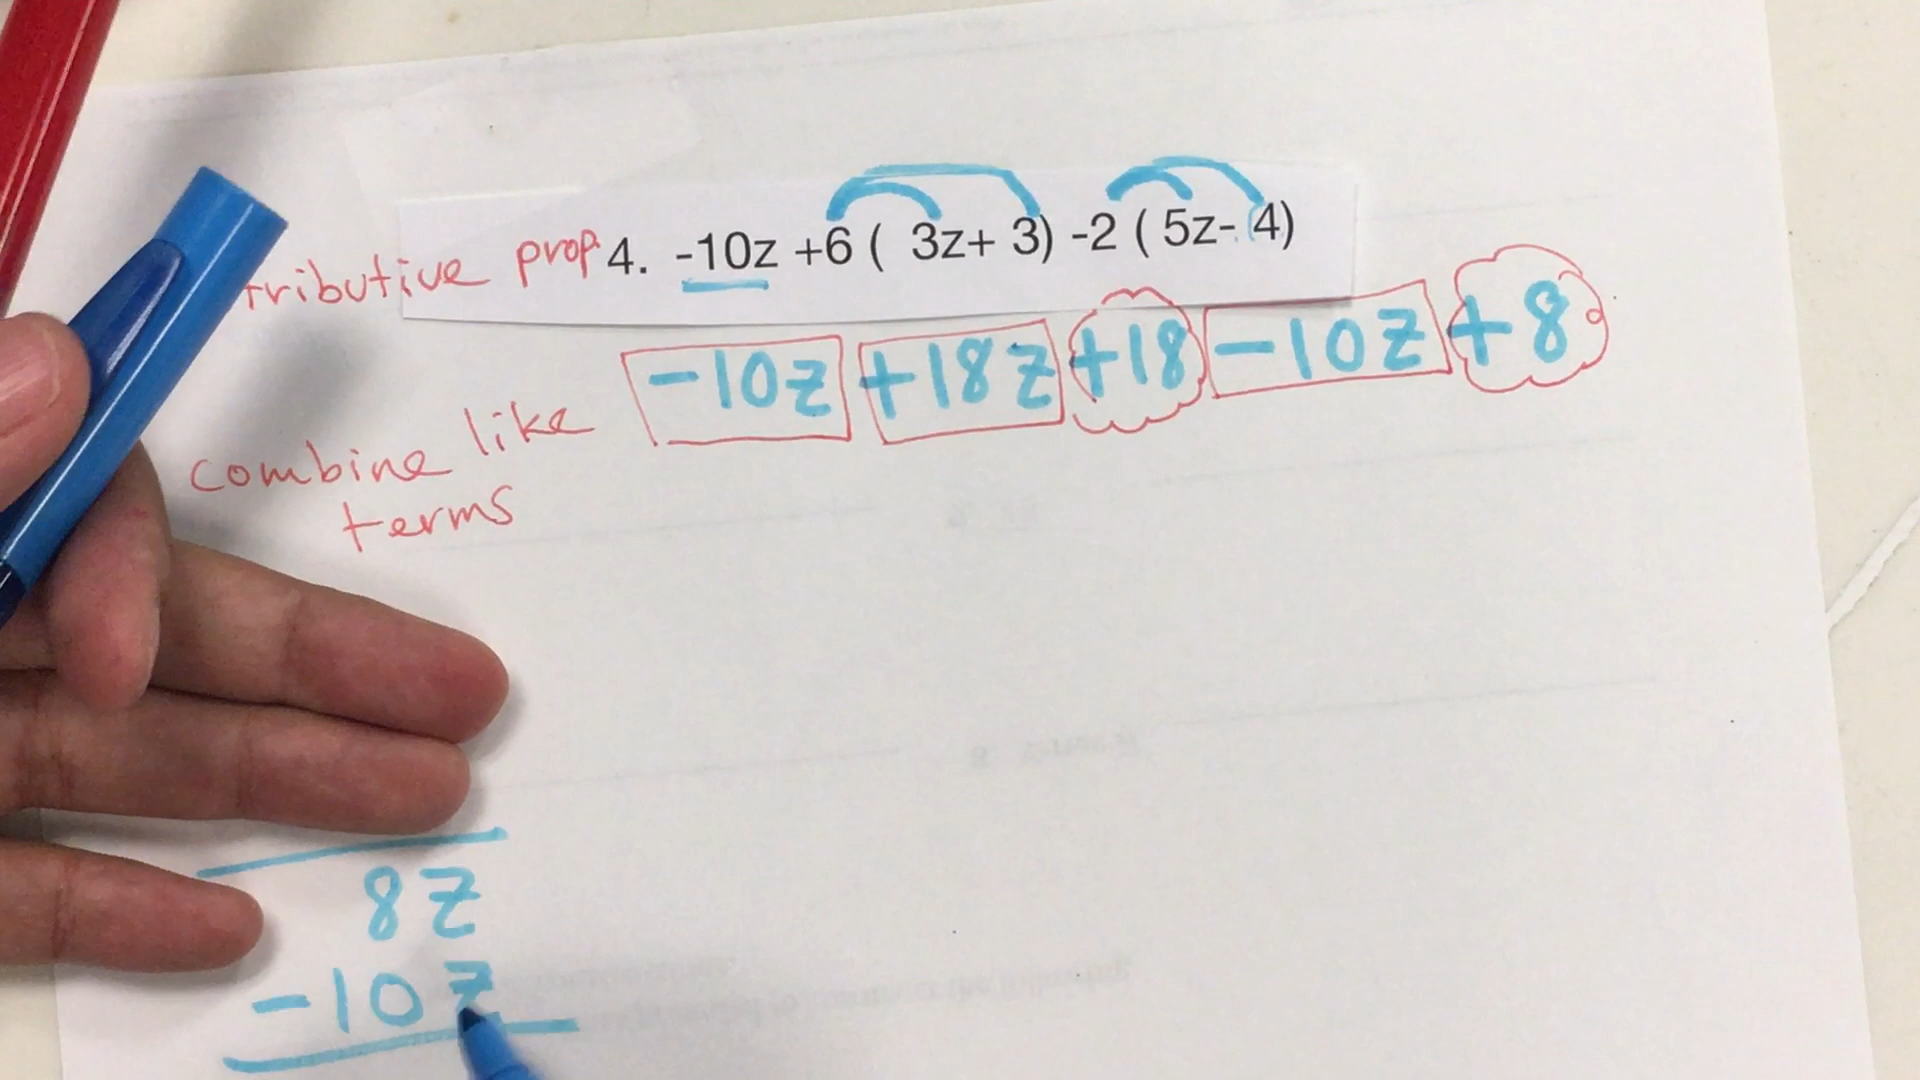 tributive prop. 4. -10z +6 ( 3z+ 3) -2 ( 5z- 4)
-10z +18z +18 -10z +8
combine like
terms
8z
-10z